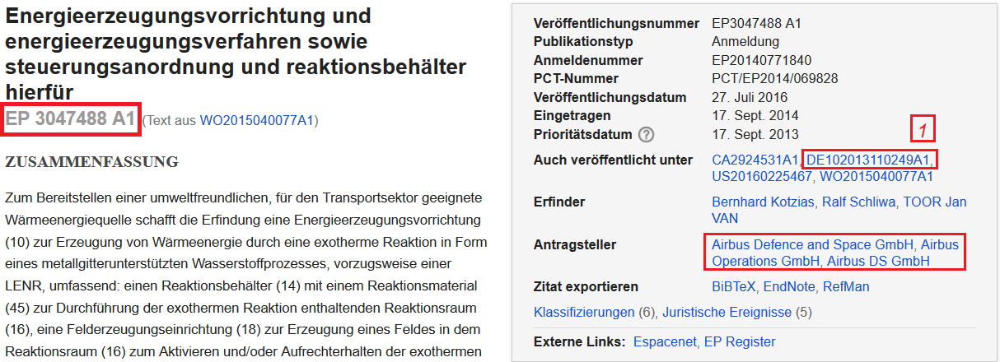 Energieerzeugungsvorrichtung und
energieerzeugungsverfahren sowie
steuerungsanordnung und reaktionsbehälter
hierfür
EP 3047488 A1 (Text aus WO2015040077A1)
ZUSAMMENFASSUNG
Zum Bereitstellen einer umweltfreundlichen, für den Transportsektor geeignete
Wärmeenergiequelle schafft die Erfindung eine Energieerzeugungsvorrichtung
(10) zur Erzeugung von Wärmeenergie durch eine exotherme Reaktion in Form
eines metallgitterunterstützten Wasserstoffprozesses, vorzugsweise einer
LENR, umfassend: einen Reaktionsbehälter (14) mit einem Reaktionsmaterial
(45) zur Durchführung der exothermen Reaktion enthaltenden Reaktionsraum
(16), eine Felderzeugungseinrichtung (18) zur Erzeugung eines Feldes in dem
Reaktionsraum (16) zum Aktivieren und/oder Aufrechterhalten der exothermen
Veröffentlichungsnummer EP3047488 A1
Publikationstyp Anmeldung
Anmeldenummer EP20140771840
PCT-Nummer PCT/EP2014/069828
Veröffentlichungsdatum 27. Juli 2016
Eingetragen 17. Sept. 2014
Prioritätsdatum ? 17. Sept. 2013
1
Auch veröffentlicht unter CA2924531A1, DE102013110249A1,
US20160225467, WO2015040077A1
Erfinder Bernhard Kotzias, Ralf Schliwa, TOOR Jan
VAN
Antragsteller Airbus Defence and Space GmbH, Airbus
Operations GmbH, Airbus DS GmbH
Zitat exportieren BiBTeX, EndNote, RefMan
Klassifizierungen (6), Juristische Ereignisse (5)
Externe Links: Espacenet, EP Register